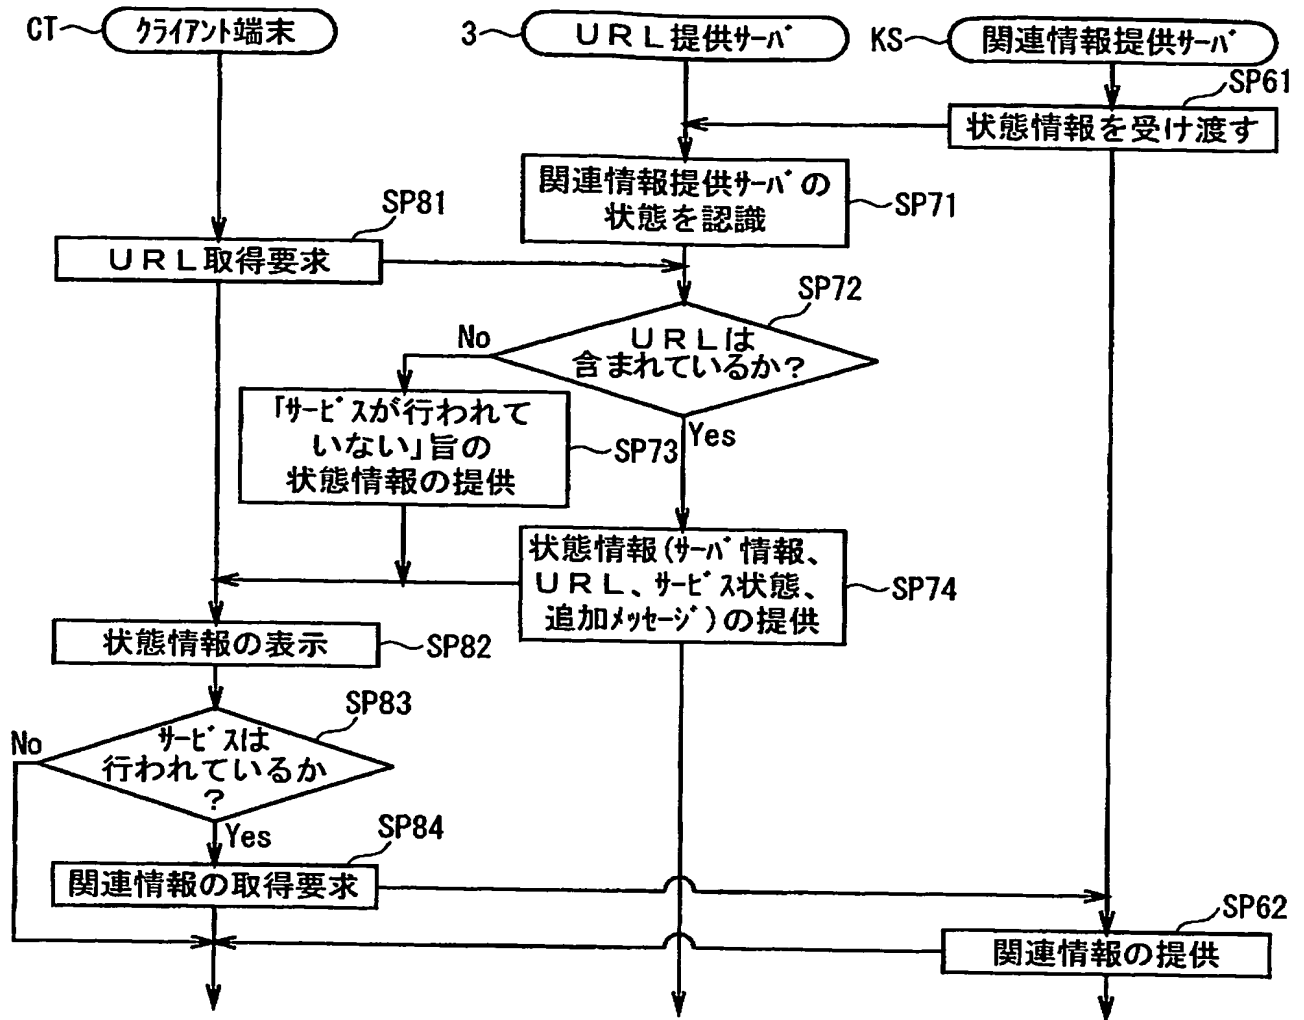 CT
クライアント端末
3
URL提供サーバ
KS
関連情報提供サーバ
SP61
状態情報を受け渡す
関連情報提供サーバの
状態を認識
SP71
SP81
URL取得要求
SP72
No
URLは
含まれているか?
Yes
「サービスが行われて
いない」旨の
状態情報の提供
SP73
状態情報(サーバ情報、
URL、サービス状態、
追加メッセージ)の提供
SP74
状態情報の表示
SP82
SP83
No
サービスは
行われているか
?
Yes
SP84
関連情報の取得要求
SP62
関連情報の提供